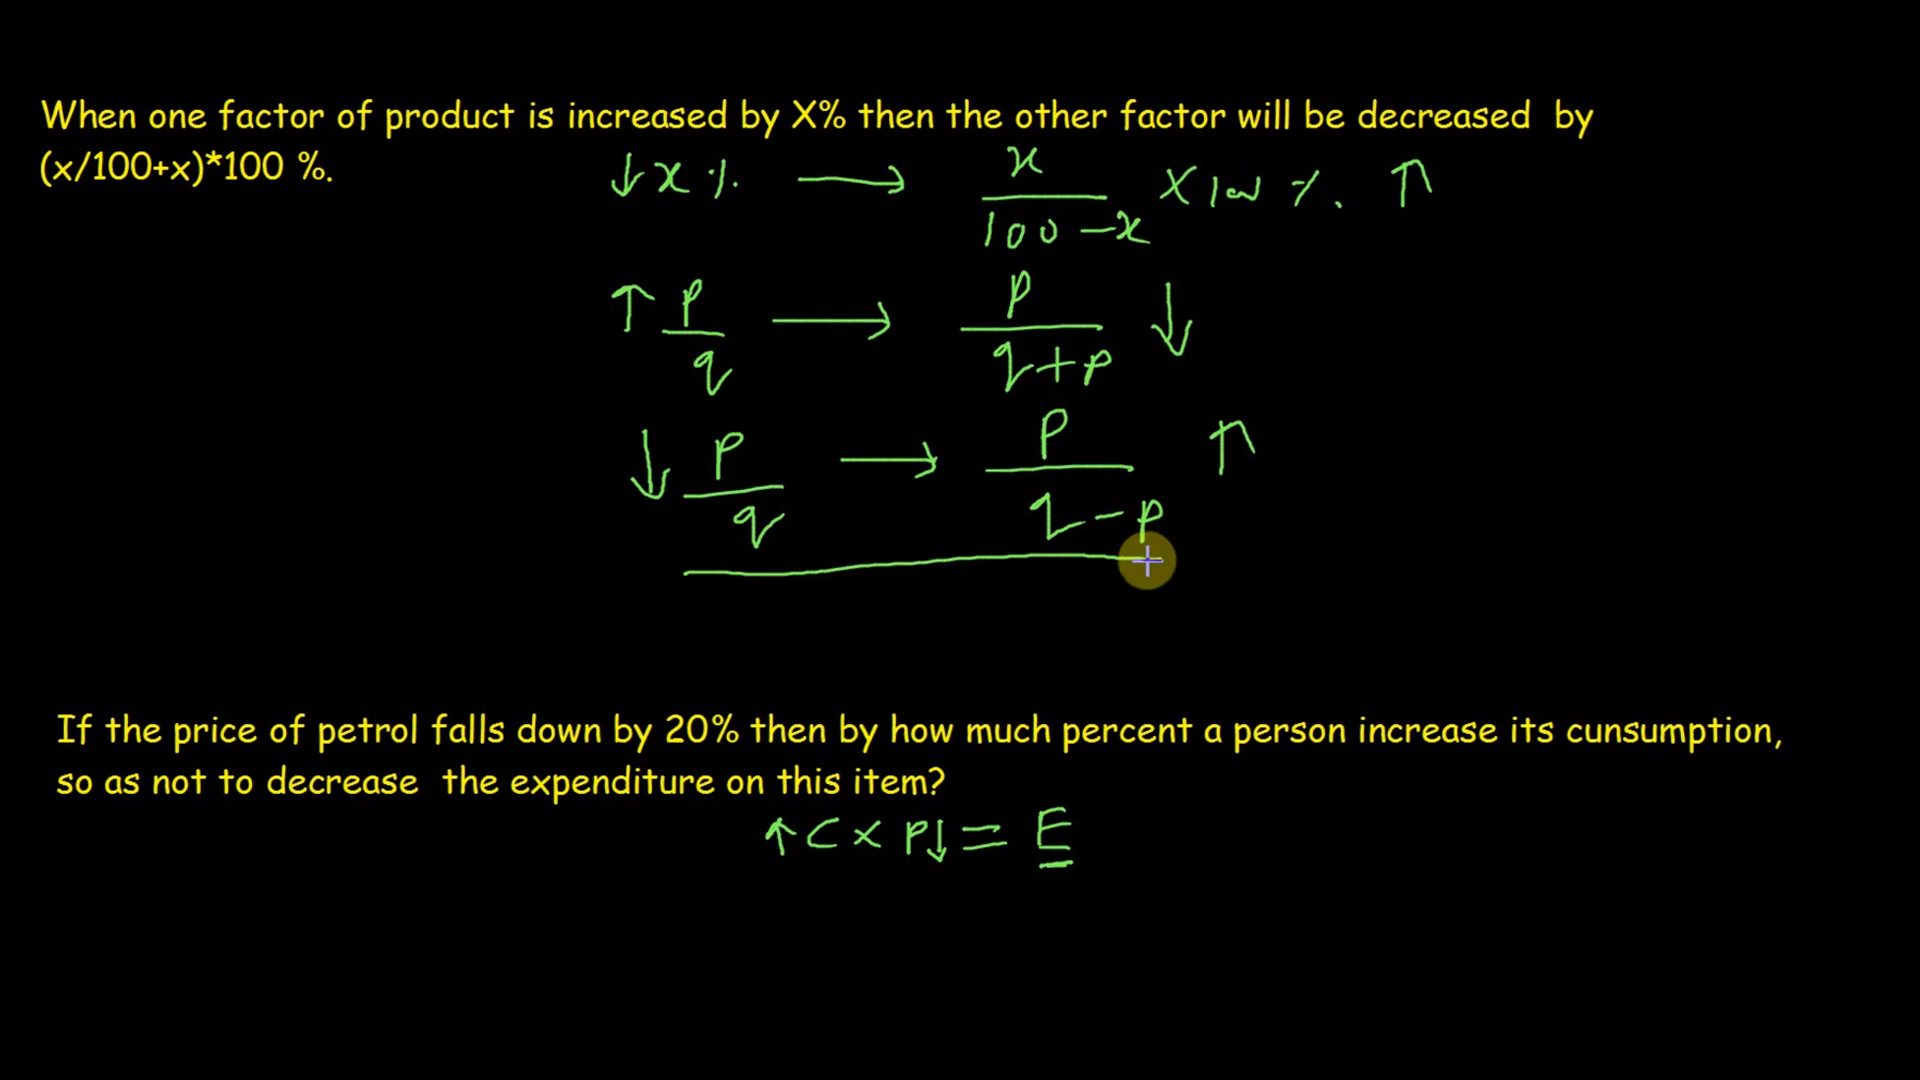 When one factor of product is increased by X% then the other factor will be decreased by
(x/100+x)*100 %.
↓ x % → x/(100 - x) × 100 % . ↑
↑ p/q → p/(q+p) ↓
↓ p/q → p/(q-p) ↑
If the price of petrol falls down by 20% then by how much percent a person increase its cunsumption,
so as not to decrease the expenditure on this item?
↑ C × P↓ = E